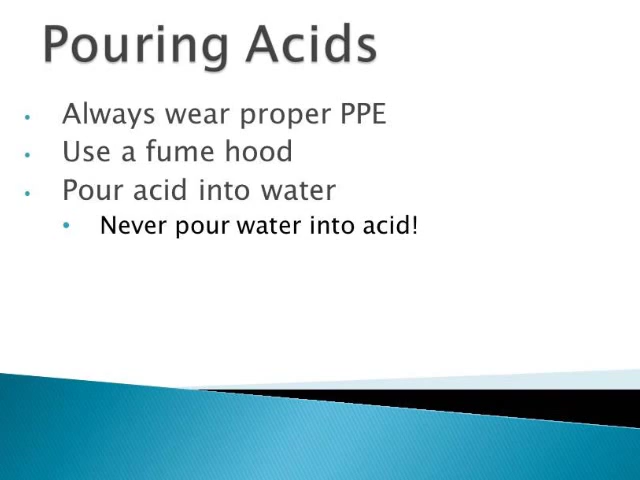 Pouring Acids
• Always wear proper PPE
• Use a fume hood
• Pour acid into water
• Never pour water into acid!